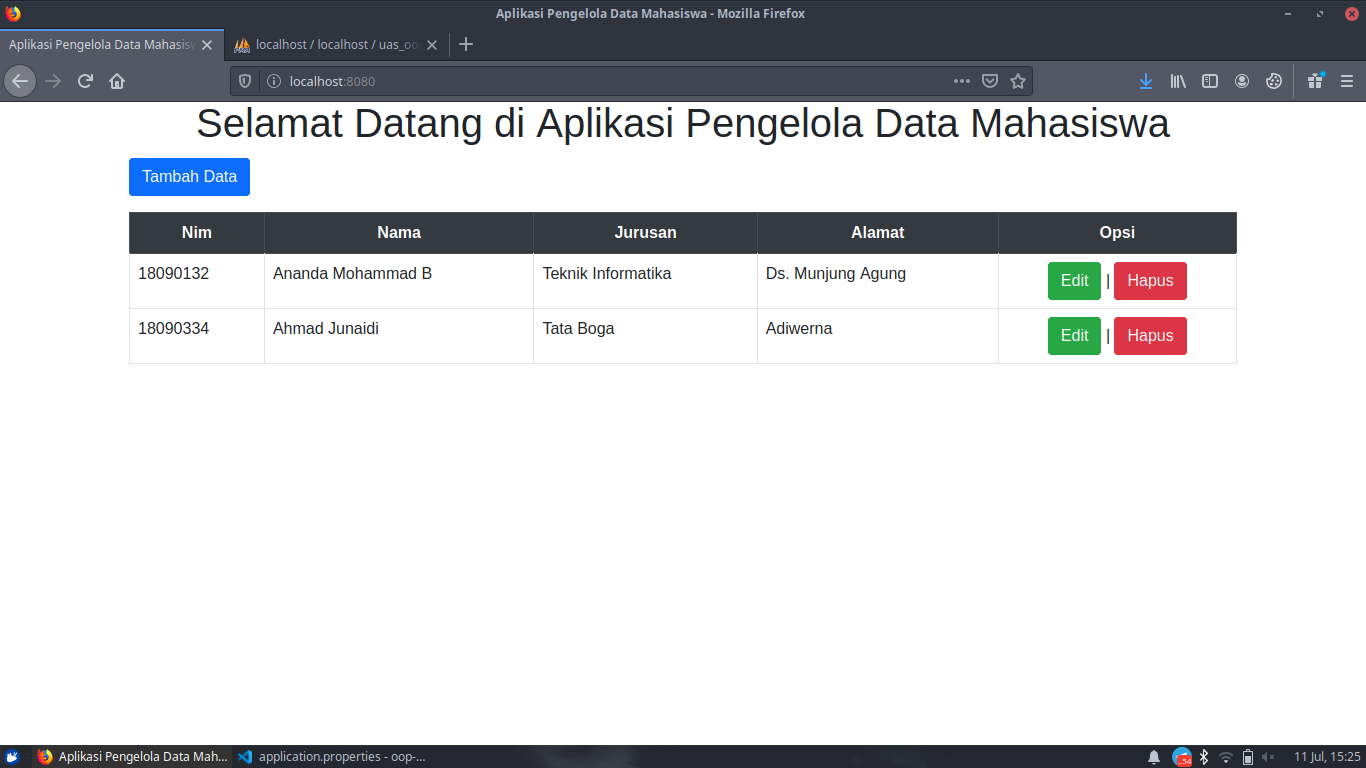 Aplikasi Pengelola Data Mahasiswa - Mozilla Firefox
Aplikasi Pengelola Data Mahasisw
localhost / localhost / uas_oo
localhost:8080
Selamat Datang di Aplikasi Pengelola Data Mahasiswa
Tambah Data
Nim Nama Jurusan Alamat Opsi
18090132 Ananda Mohammad B Teknik Informatika Ds. Munjung Agung Edit | Hapus
18090334 Ahmad Junaidi Tata Boga Adiwerna Edit | Hapus
Aplikasi Pengelola Data Mah... application.properties - oop-... 11 Jul, 15:25